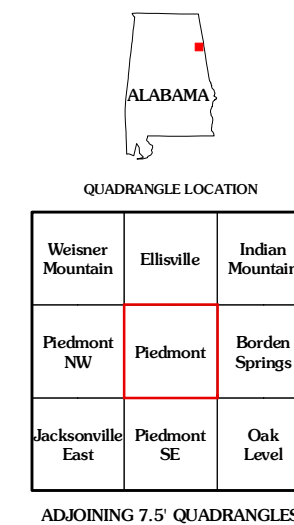 ALABAMA
QUADRANGLE LOCATION
Weisner Mountain
Ellisville
Indian Mountain
Piedmont NW
Piedmont
Borden Springs
Jacksonville East
Piedmont SE
Oak Level
ADJOINING 7.5' QUADRANGLES